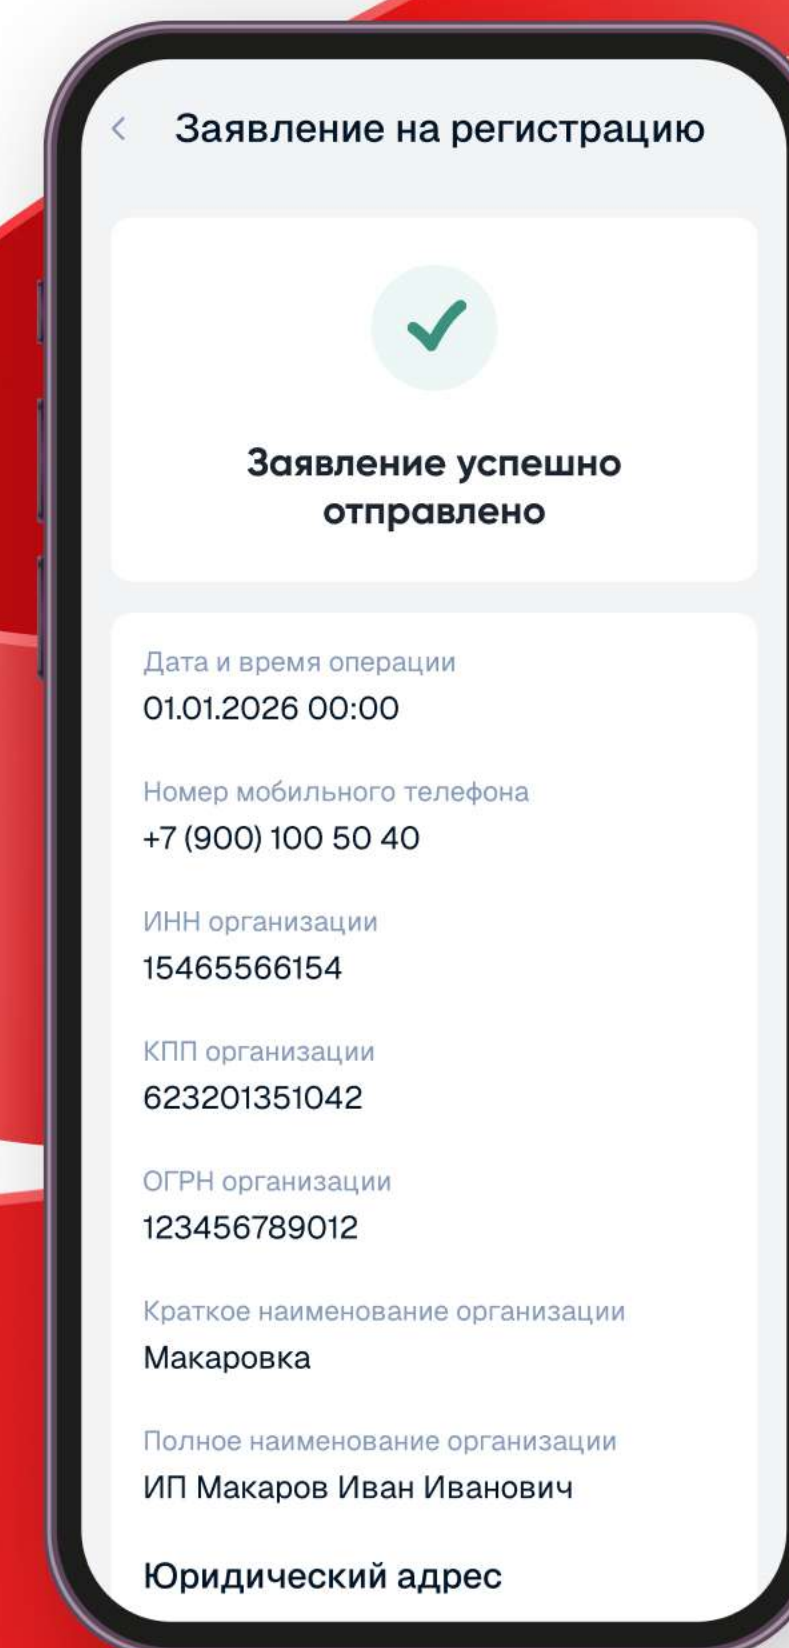 Заявление на регистрацию
Заявление успешно
отправлено
Дата и время операции
01.01.2026 00:00
Номер мобильного телефона
+7 (900) 100 50 40
ИНН организации
15465566154
КПП организации
623201351042
ОГРН организации
123456789012
Краткое наименование организации
Макаровка
Полное наименование организации
ИП Макаров Иван Иванович
Юридический адрес